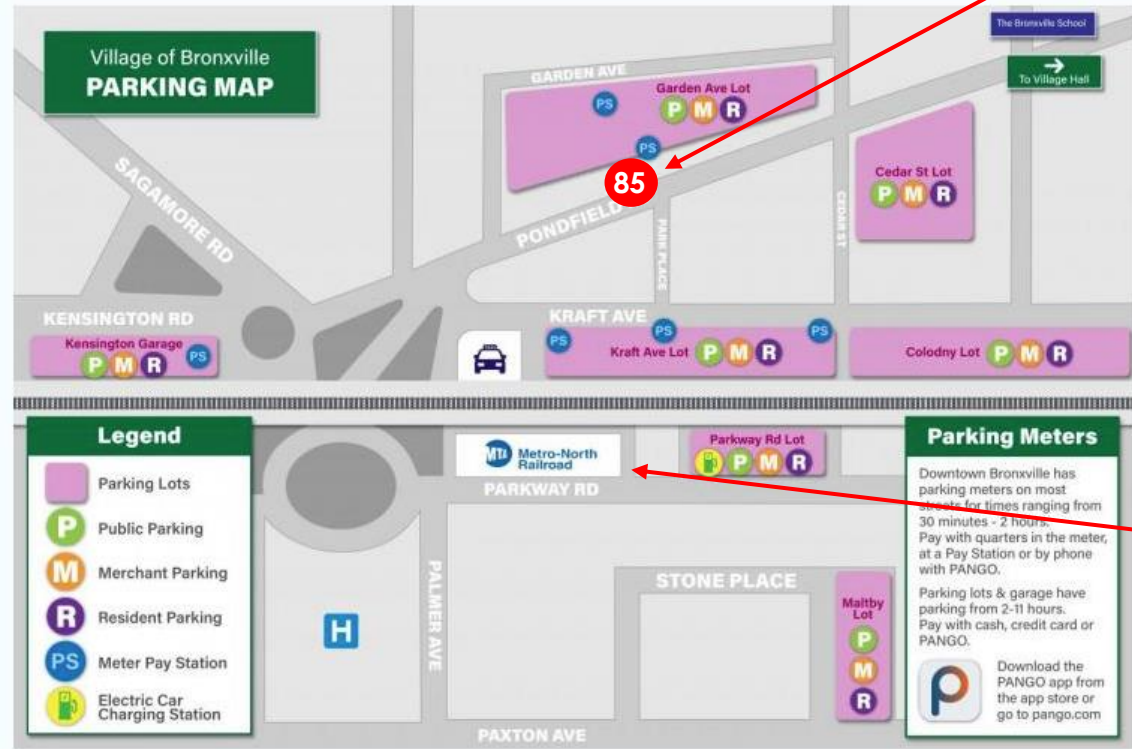 Village of Bronxville
PARKING MAP
The Bronxville School
→
To Village Hall
GARDEN AVE
Garden Ave Lot
PS
P M R
PS
85
SAGAMORE RD
PONDFIELD
PARK PLACE
CEDAR ST
Cedar St Lot
P M R
KENSINGTON RD
Kensington Garage
P M R PS
KRAFT AVE
PS
PS
PS
Kraft Ave Lot P M R
Colodny Lot P M R
TAXI
MTA Metro-North
Railroad
Parkway Rd Lot
P M R
PARKWAY RD
PALMER AVE
H
STONE PLACE
Maltby
Lot
P
M
R
PAXTON AVE
Legend
Parking Lots
P Public Parking
M Merchant Parking
R Resident Parking
PS Meter Pay Station
Electric Car
Charging Station
Parking Meters
Downtown Bronxville has
parking meters on most
streets for times ranging from
30 minutes - 2 hours.
Pay with quarters in the meter,
at a Pay Station or by phone
with PANGO.
Parking lots & garage have
parking from 2-11 hours.
Pay with cash, credit card or
PANGO.
Download the
PANGO app from
the app store or
go to pango.com